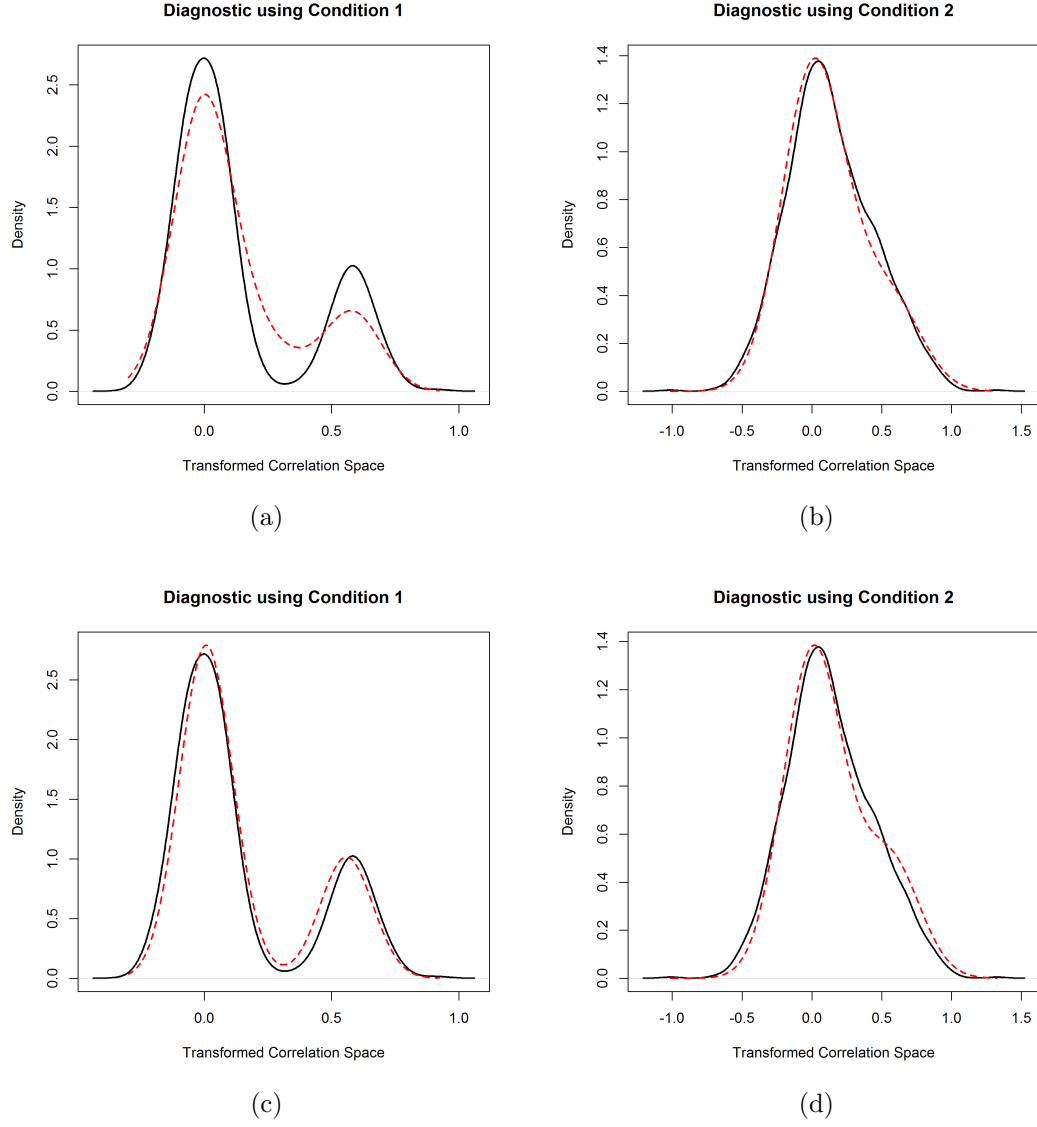 Diagnostic using Condition 1
Density
0.0 0.5 1.0 1.5 2.0 2.5
0.0 0.5 1.0
Transformed Correlation Space
(a)
Diagnostic using Condition 2
Density
0.0 0.2 0.4 0.6 0.8 1.0 1.2 1.4
-1.0 -0.5 0.0 0.5 1.0 1.5
Transformed Correlation Space
(b)
Diagnostic using Condition 1
Density
0.0 0.5 1.0 1.5 2.0 2.5
0.0 0.5 1.0
Transformed Correlation Space
(c)
Diagnostic using Condition 2
Density
0.0 0.2 0.4 0.6 0.8 1.0 1.2 1.4
-1.0 -0.5 0.0 0.5 1.0 1.5
Transformed Correlation Space
(d)